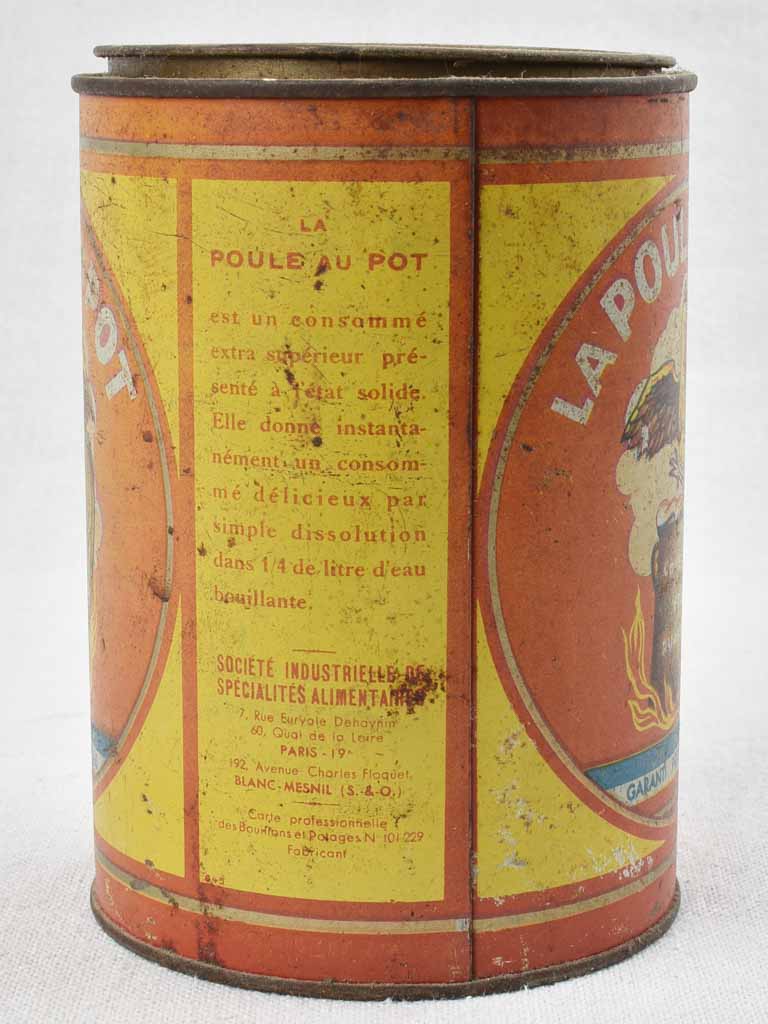 POT
LA
POULE AU POT
est un consommé
extra supérieur pré-
senté à l'état solide.
Elle donne instanta-
nément un consom-
mé délicieux par
simple dissolution
dans 1/4 de litre d'eau
bouillante.
SOCIÉTÉ INDUSTRIELLE DE
SPÉCIALITÉS ALIMENTAIRES
7, Rue Euryale Dehaynin
60, Quai de la Loire
PARIS - 19e
192, Avenue Charles Floquet,
BLANC-MESNIL (S.-&-O.)
Carte professionnelle
des Bouillons et Potages N 101 229
Fabricant
LA POUL
GARANTI